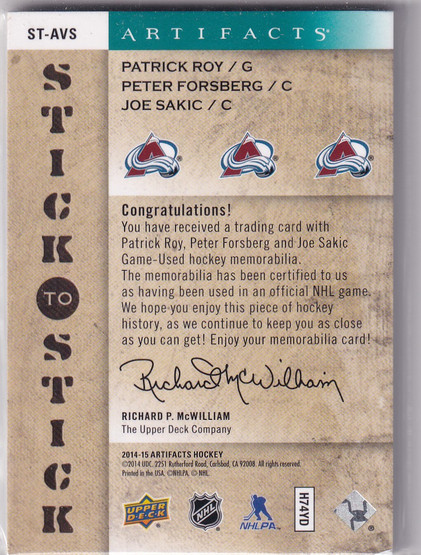 ST-AVS
ARTIFACTS®
STICK TO STICK
PATRICK ROY / G
PETER FORSBERG / C
JOE SAKIC / C
Congratulations!
You have received a trading card with
Patrick Roy, Peter Forsberg and Joe Sakic
Game-Used hockey memorabilia.
The memorabilia has been certified to us
as having been used in an official NHL game.
We hope you enjoy this piece of hockey
history, as we continue to keep you as close
as you can get! Enjoy your memorabilia card!
Richard P. McWilliam
RICHARD P. McWILLIAM
The Upper Deck Company
2014-15 ARTIFACTS HOCKEY
©2014 UDC. 2251 Rutherford Road, Carlsbad, CA 92008. All rights reserved.
Printed in the USA. ©NHLPA. © NHL.
UPPER DECK
NHL
NHLPA
H74YD